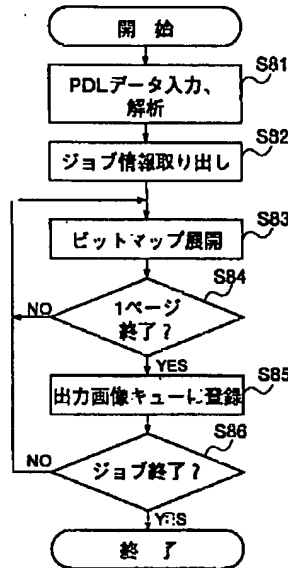 開 始
S81
PDLデータ入力、
解析
S82
ジョブ情報取り出し
S83
ビットマップ展開
S84
NO
1ページ
終了?
YES
S85
出力画像キューに登録
S86
NO
ジョブ終了?
YES
終 了